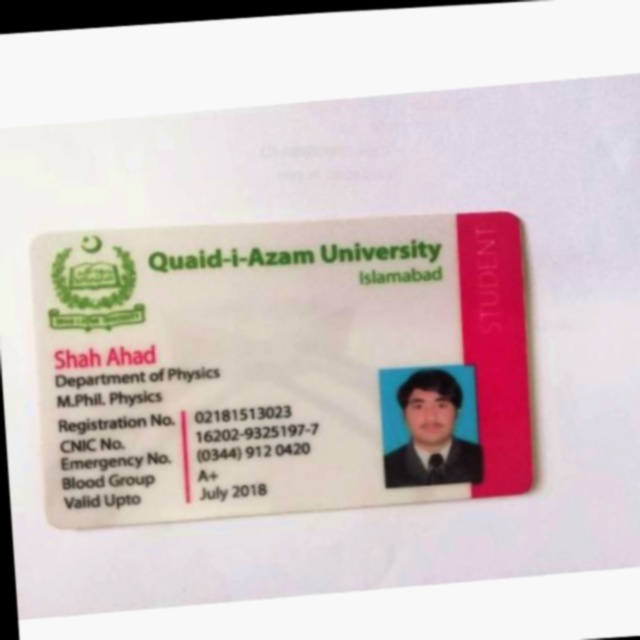 Quaid-i-Azam University
Islamabad
STUDENT
Shah Ahad
Department of Physics
M.Phil. Physics
Registration No. 02181513023
CNIC No. 16202-9325197-7
Emergency No. (0344) 912 0420
Blood Group A+
Valid Upto July 2018